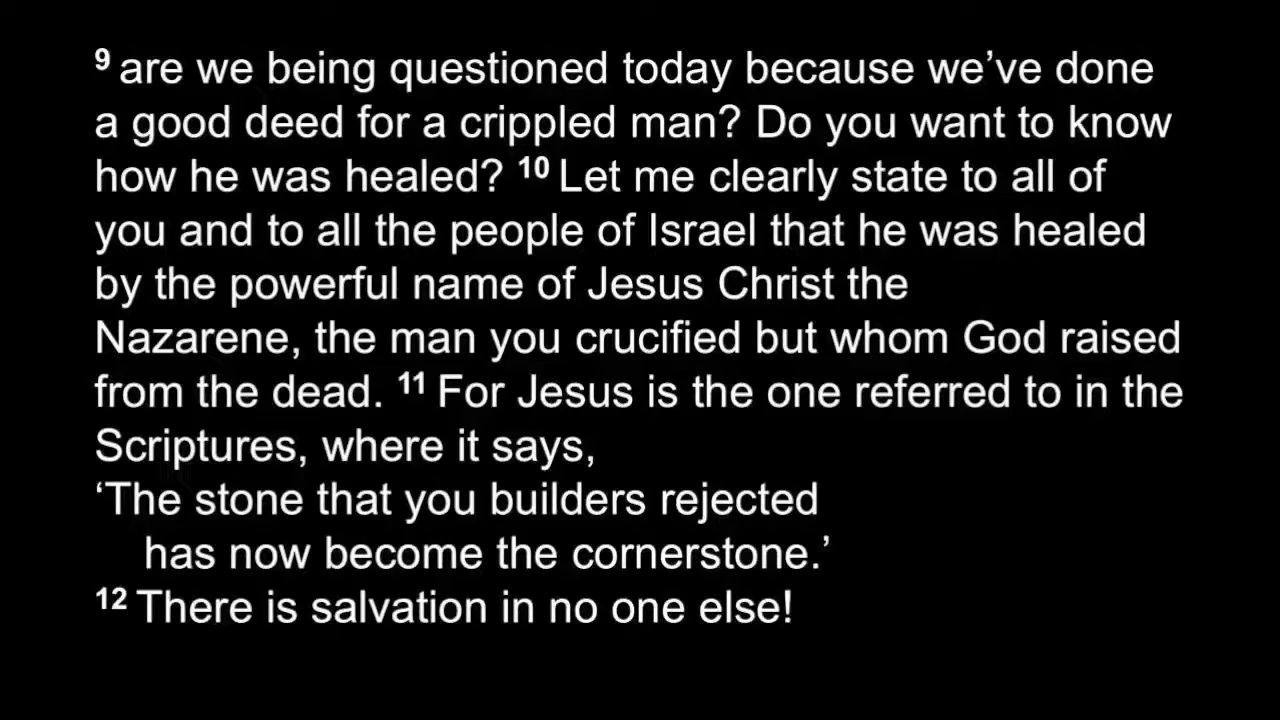 9 are we being questioned today because we’ve done
a good deed for a crippled man? Do you want to know
how he was healed? 10 Let me clearly state to all of
you and to all the people of Israel that he was healed
by the powerful name of Jesus Christ the
Nazarene, the man you crucified but whom God raised
from the dead. 11 For Jesus is the one referred to in the
Scriptures, where it says,
‘The stone that you builders rejected
has now become the cornerstone.’
12 There is salvation in no one else!